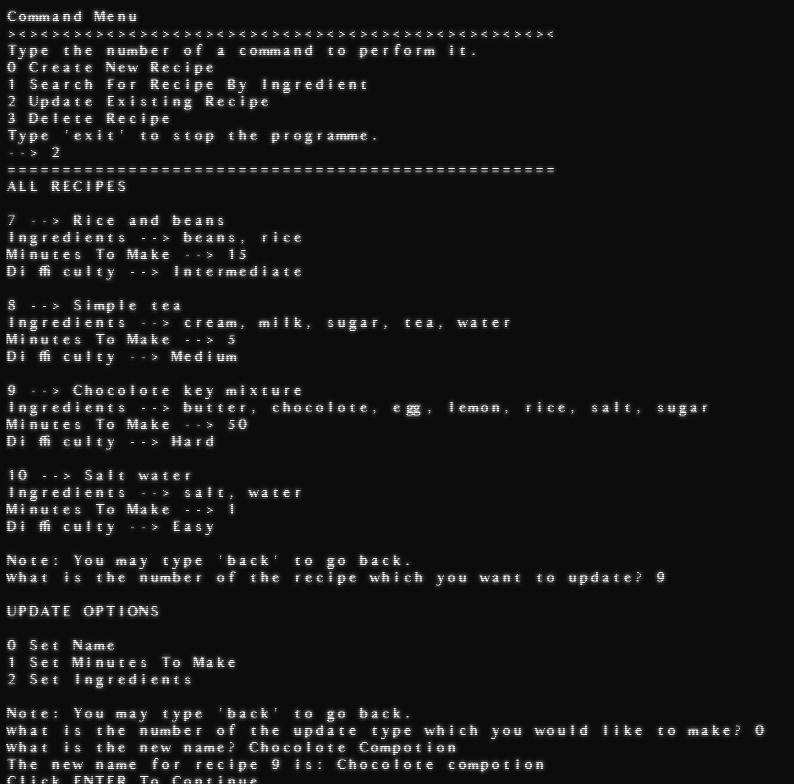 Command Menu
><><><><><><><><><><><><><><><><><><><><><><><><><
Type the number of a command to perform it.
0 Create New Recipe
1 Search For Recipe By Ingredient
2 Update Existing Recipe
3 Delete Recipe
Type 'exit' to stop the programme.
--> 2
==================================================
ALL RECIPES
7 --> Rice and beans
Ingredients --> beans, rice
Minutes To Make --> 15
Difficulty --> Intermediate
8 --> Simple tea
Ingredients --> cream, milk, sugar, tea, water
Minutes To Make --> 5
Difficulty --> Medium
9 --> Chocolate key mixture
Ingredients --> butter, chocolate, egg, lemon, rice, salt, sugar
Minutes To Make --> 50
Difficulty --> Hard
10 --> Salt water
Ingredients --> salt, water
Minutes To Make --> 1
Difficulty --> Easy
Note: You may type 'back' to go back.
What is the number of the recipe which you want to update? 9
UPDATE OPTIONS
0 Set Name
1 Set Minutes To Make
2 Set Ingredients
Note: You may type 'back' to go back.
What is the number of the update type which you would like to make? 0
What is the new name? Chocolate Compotion
The new name for recipe 9 is: Chocolate compotion
Click ENTER To Continue